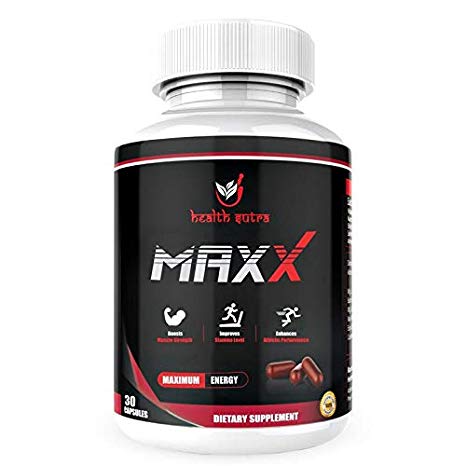 health sutra
MAXX
Boosts
Muscle Strength
Improves
Stamina Level
Enhances
Athletic Performance
MAXIMUM ENERGY
30
CAPSULES
DIETARY SUPPLEMENT